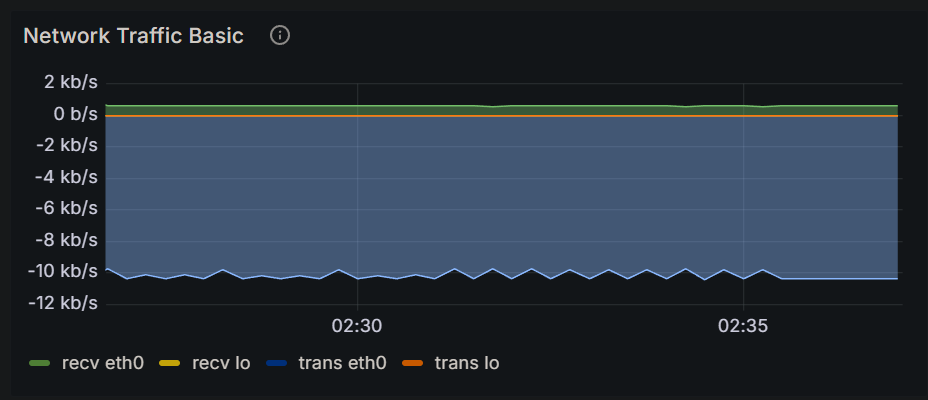 Network Traffic Basic
2 kb/s
0 b/s
-2 kb/s
-4 kb/s
-6 kb/s
-8 kb/s
-10 kb/s
-12 kb/s
02:30 02:35
recv eth0 recv lo trans eth0 trans lo